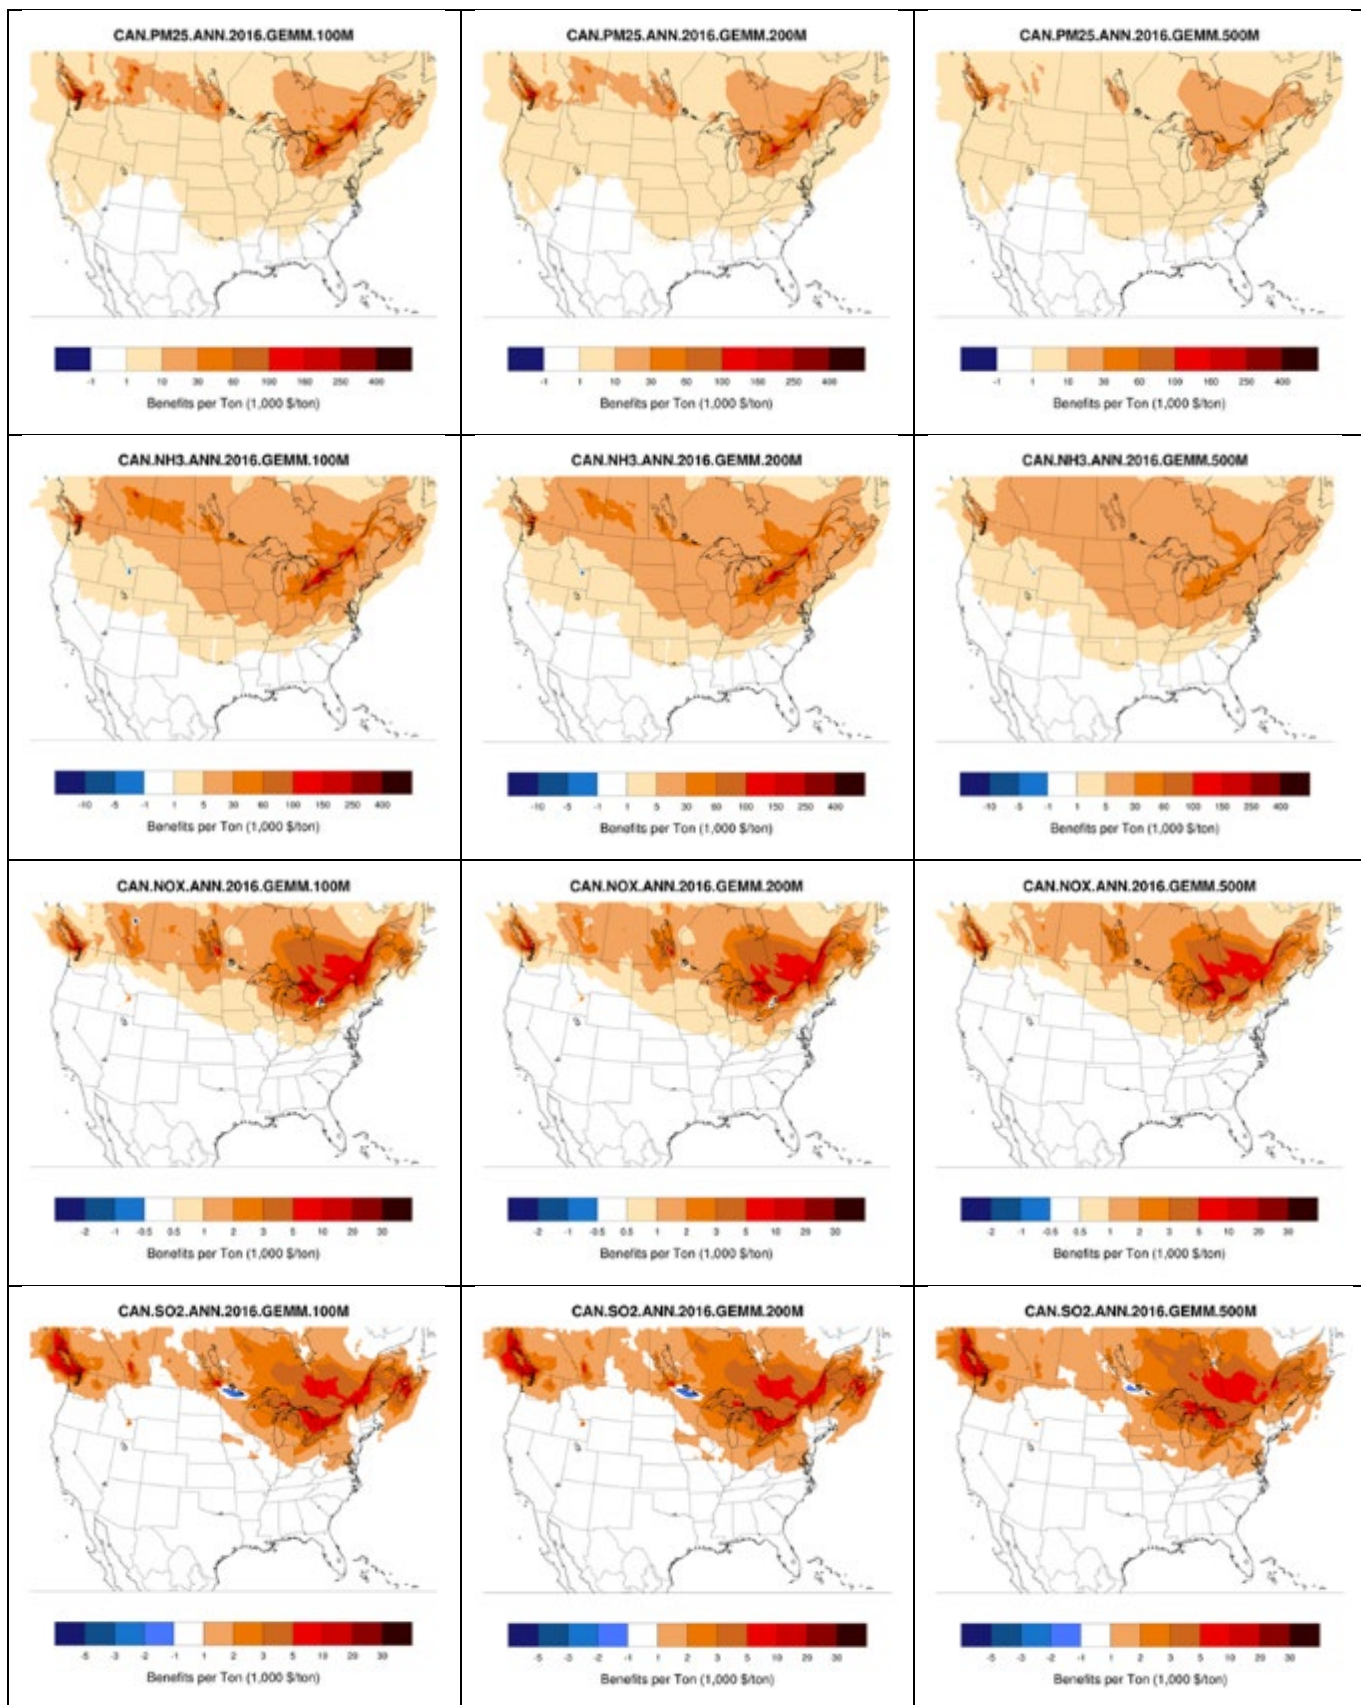 CAN.PM25.ANN.2016.GEMM.100M
-1 1 10 30 60 100 160 250 400
Benefits per Ton (1,000 $/ton)
CAN.PM25.ANN.2016.GEMM.200M
-1 1 10 30 60 100 160 250 400
Benefits per Ton (1,000 $/ton)
CAN.PM25.ANN.2016.GEMM.500M
-1 1 10 30 60 100 160 250 400
Benefits per Ton (1,000 $/ton)
CAN.NH3.ANN.2016.GEMM.100M
-10 -5 -1 1 5 30 60 100 150 250 400
Benefits per Ton (1,000 $/ton)
CAN.NH3.ANN.2016.GEMM.200M
-10 -5 -1 1 5 30 60 100 150 250 400
Benefits per Ton (1,000 $/ton)
CAN.NH3.ANN.2016.GEMM.500M
-10 -5 -1 1 5 30 60 100 150 250 400
Benefits per Ton (1,000 $/ton)
CAN.NOX.ANN.2016.GEMM.100M
-2 -1 -0.5 0.5 1 2 3 5 10 20 30
Benefits per Ton (1,000 $/ton)
CAN.NOX.ANN.2016.GEMM.200M
-2 -1 -0.5 0.5 1 2 3 5 10 20 30
Benefits per Ton (1,000 $/ton)
CAN.NOX.ANN.2016.GEMM.500M
-2 -1 -0.5 0.5 1 2 3 5 10 20 30
Benefits per Ton (1,000 $/ton)
CAN.SO2.ANN.2016.GEMM.100M
-5 -3 -2 -1 1 2 3 5 10 20 30
Benefits per Ton (1,000 $/ton)
CAN.SO2.ANN.2016.GEMM.200M
-5 -3 -2 -1 1 2 3 5 10 20 30
Benefits per Ton (1,000 $/ton)
CAN.SO2.ANN.2016.GEMM.500M
-5 -3 -2 -1 1 2 3 5 10 20 30
Benefits per Ton (1,000 $/ton)